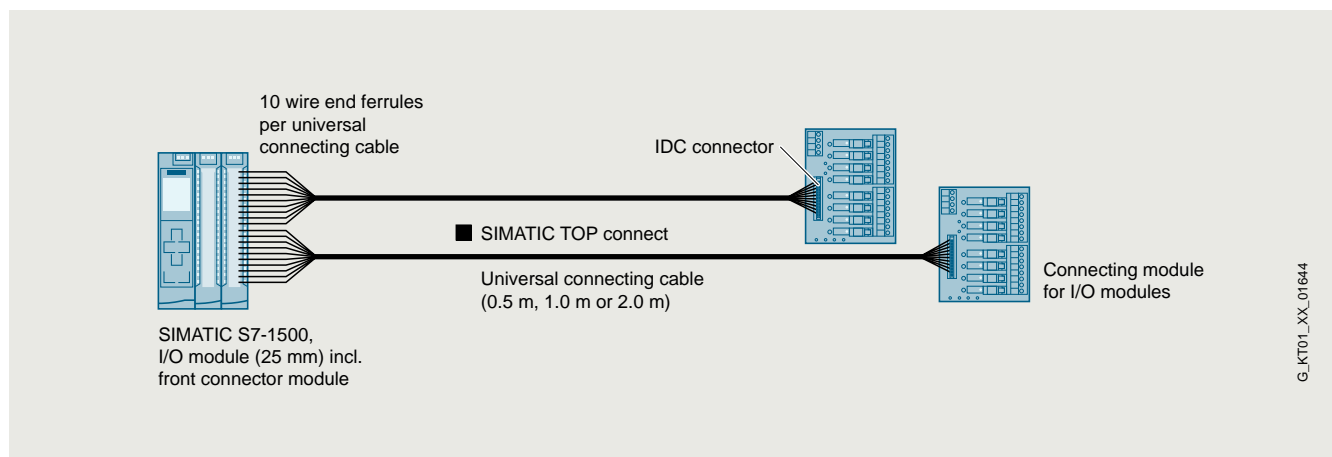 10 wire end ferrules
per universal
connecting cable
IDC connector
SIMATIC TOP connect
Universal connecting cable
(0.5 m, 1.0 m or 2.0 m)
Connecting module
for I/O modules
SIMATIC S7-1500,
I/O module (25 mm) incl.
front connector module
G_KT01_XX_01644